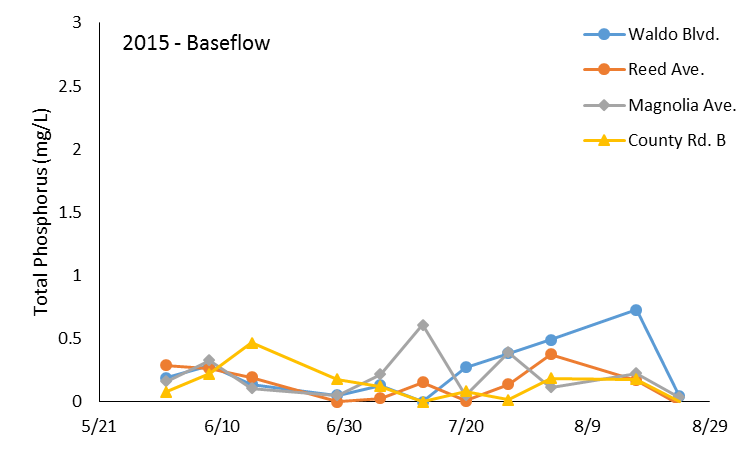 2015 - Baseflow
Waldo Blvd.
Reed Ave.
Magnolia Ave.
County Rd. B
Total Phosphorus (mg/L)
3
2.5
2
1.5
1
0.5
0
5/21 6/10 6/30 7/20 8/9 8/29